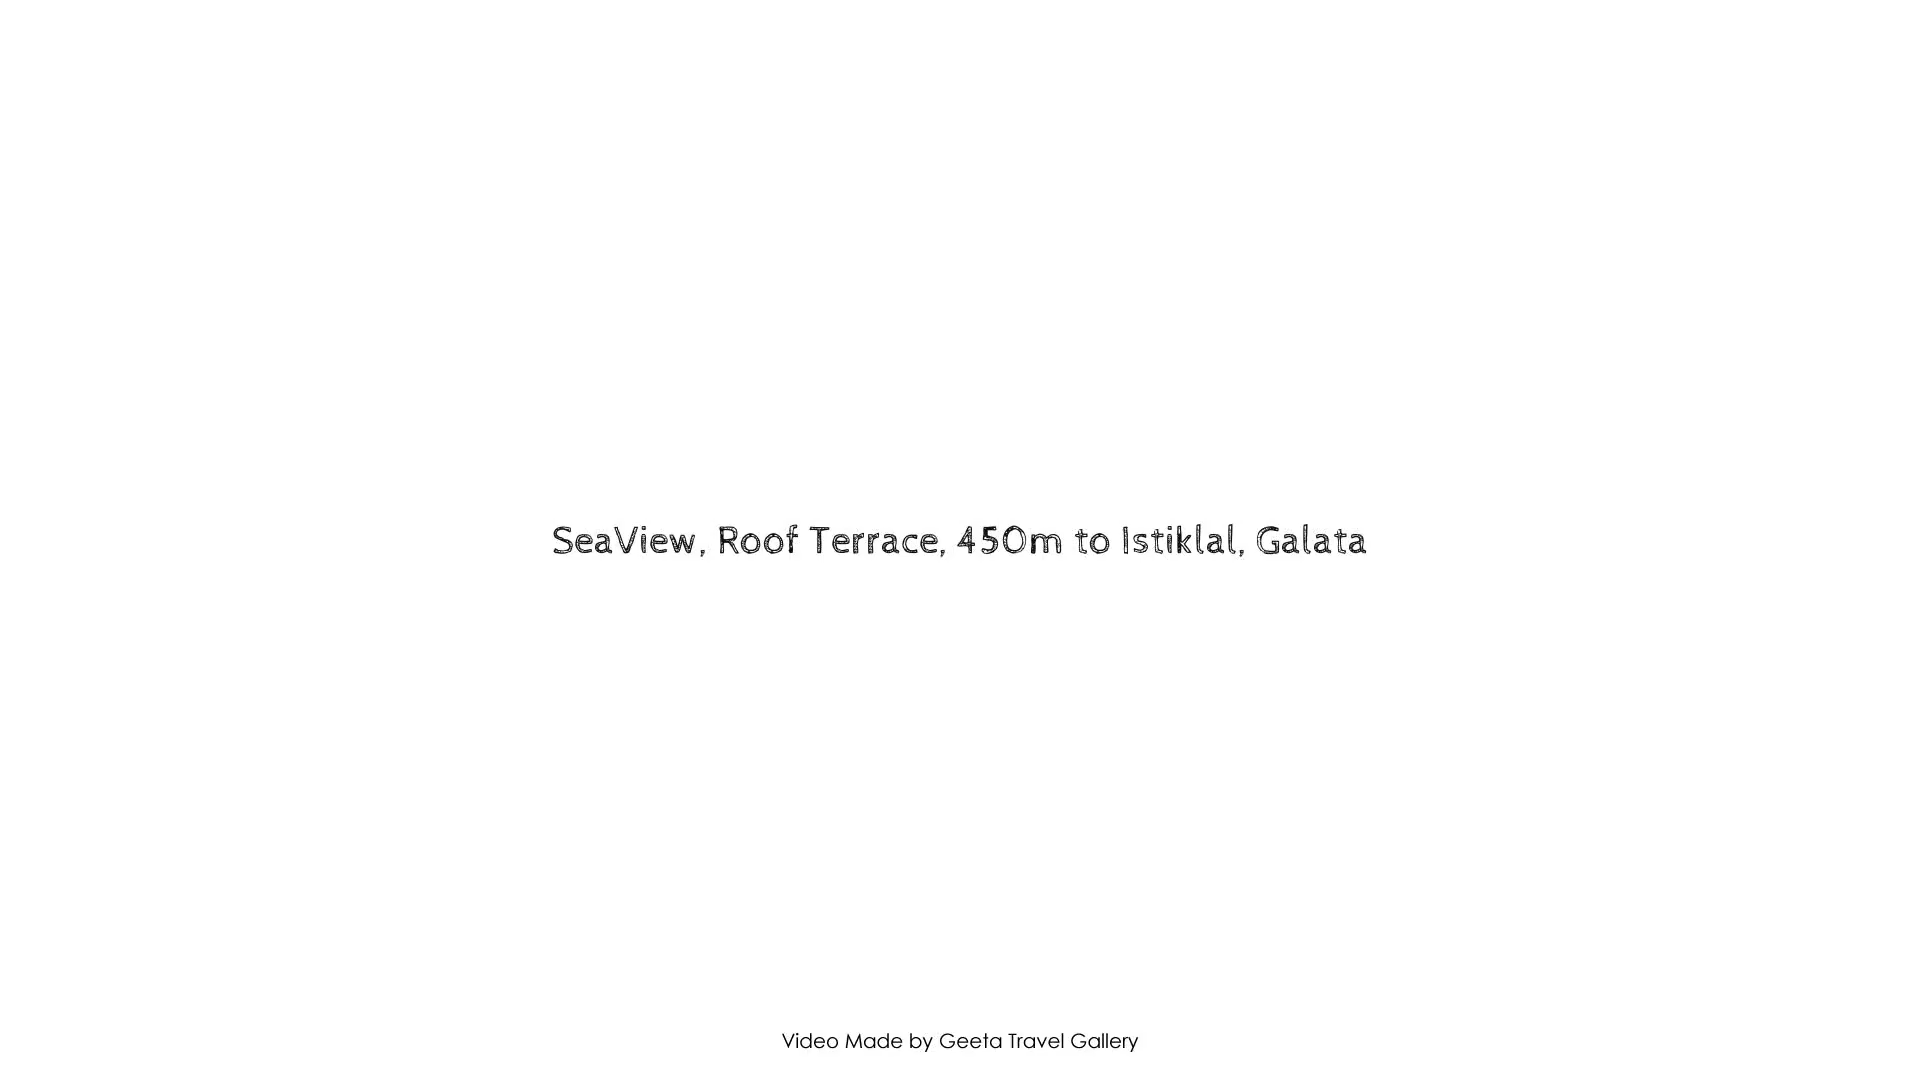 SeaView, Roof Terrace, 450m to Istiklal, Galata
Video Made by Geeta Travel Gallery